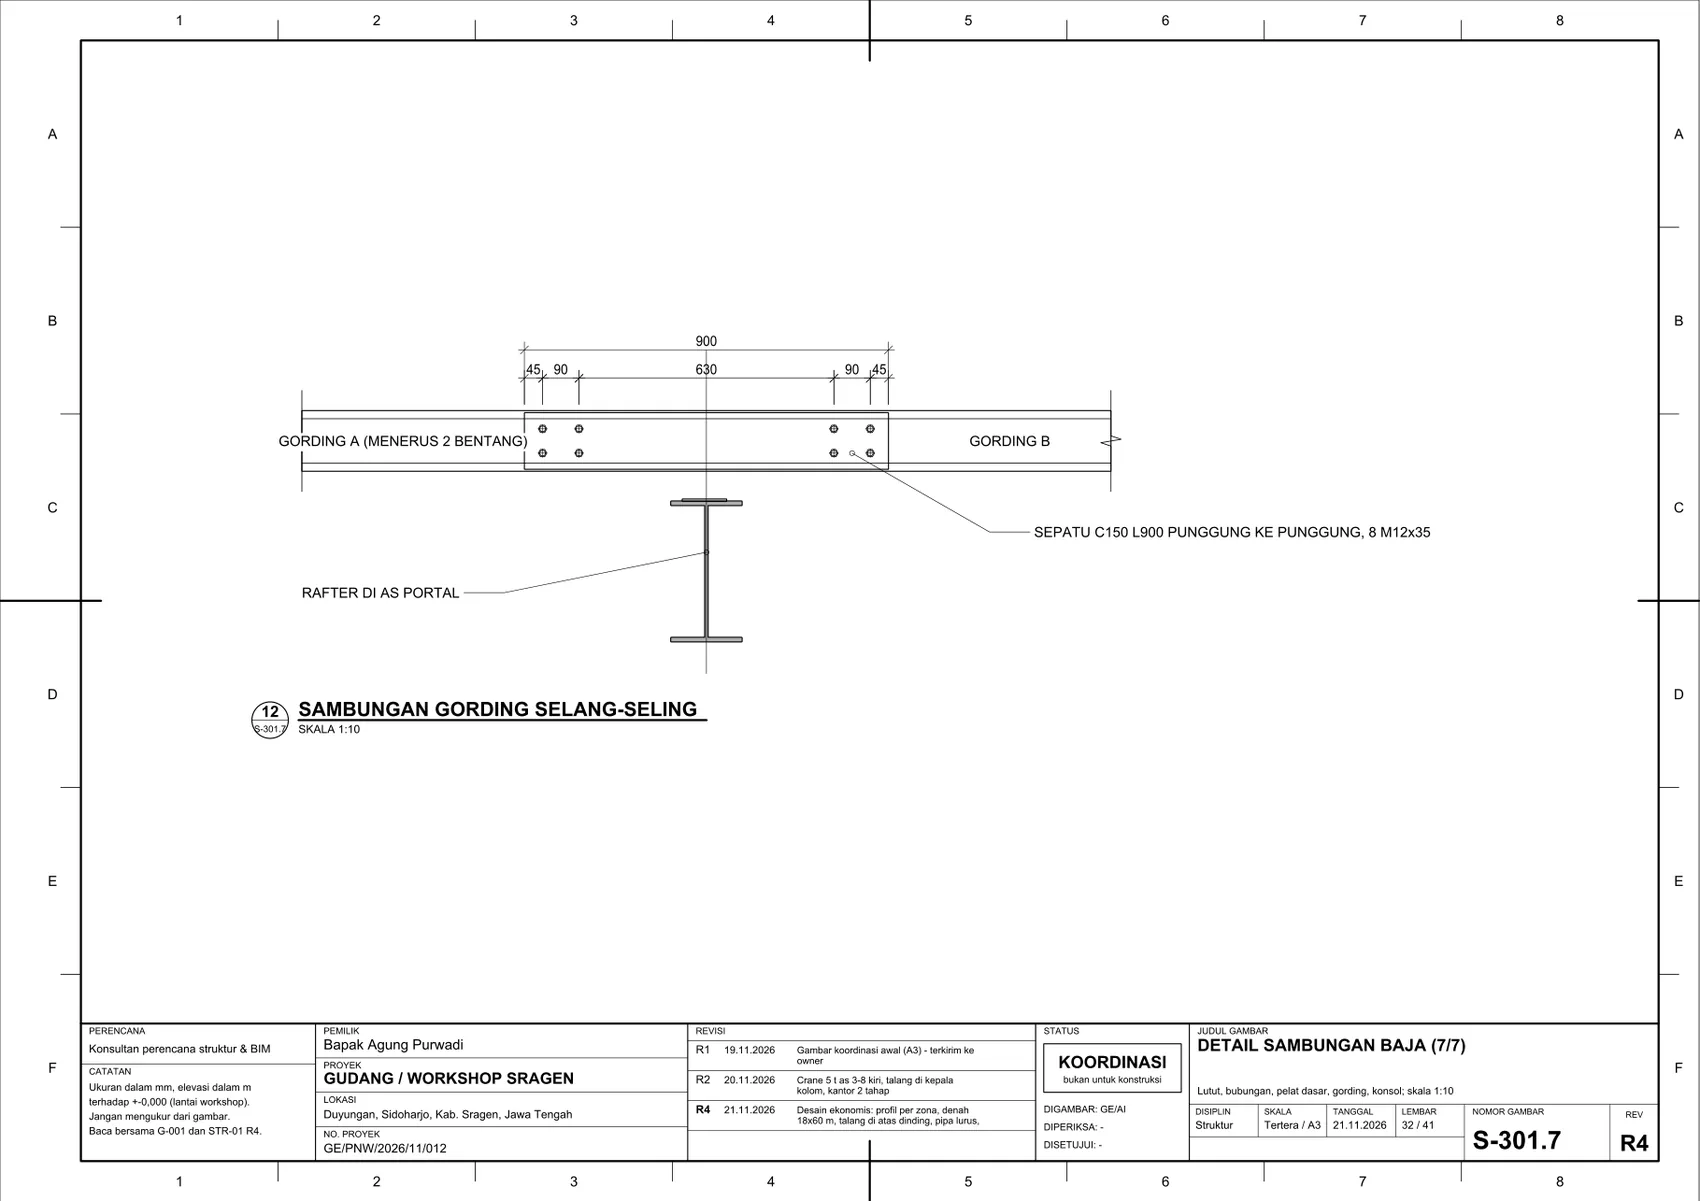 1 2 3 4 5 6 7 8
A A
B B
900
45 90 630 90 45
GORDING A (MENERUS 2 BENTANG)
GORDING B
C C
SEPATU C150 L900 PUNGGUNG KE PUNGGUNG, 8 M12x35
RAFTER DI AS PORTAL
D D
12
S-301.7
SAMBUNGAN GORDING SELANG-SELING
SKALA 1:10
E E
F F
PERENCANA
Konsultan perencana struktur & BIM
CATATAN
Ukuran dalam mm, elevasi dalam m
terhadap +-0,000 (lantai workshop).
Jangan mengukur dari gambar.
Baca bersama G-001 dan STR-01 R4.
PEMILIK
Bapak Agung Purwadi
PROYEK
GUDANG / WORKSHOP SRAGEN
LOKASI
Duyungan, Sidoharjo, Kab. Sragen, Jawa Tengah
NO. PROYEK
GE/PNW/2026/11/012
REVISI
R1 19.11.2026 Gambar koordinasi awal (A3) - terkirim ke
owner
R2 20.11.2026 Crane 5 t as 3-8 kiri, talang di kepala
kolom, kantor 2 tahap
R4 21.11.2026 Desain ekonomis: profil per zona, denah
18x60 m, talang di atas dinding, pipa lurus,
STATUS
KOORDINASI
bukan untuk konstruksi
DIGAMBAR: GE/AI
DIPERIKSA: -
DISETUJUI: -
JUDUL GAMBAR
DETAIL SAMBUNGAN BAJA (7/7)
Lutut, bubungan, pelat dasar, gording, konsol; skala 1:10
DISIPLIN
Struktur
SKALA
Tertera / A3
TANGGAL
21.11.2026
LEMBAR
32 / 41
NOMOR GAMBAR
S-301.7
REV
R4
1 2 3 4 5 6 7 8